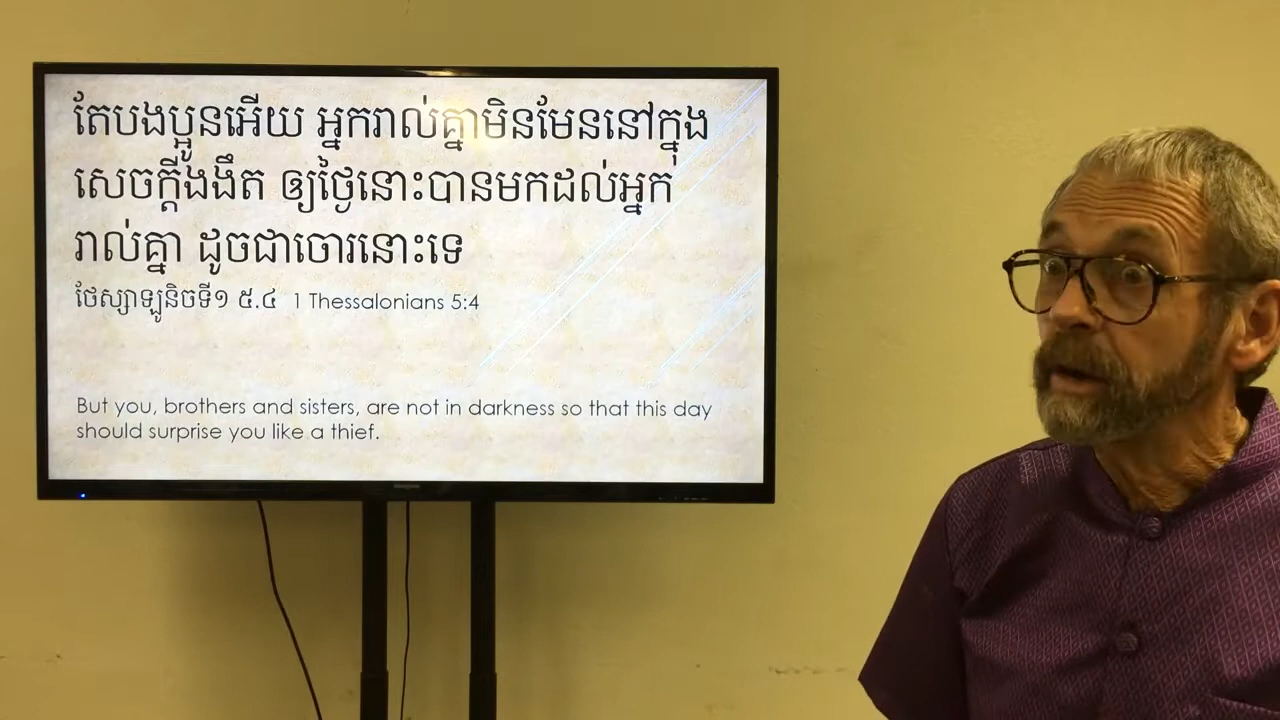 តែបងប្អូនអើយ អ្នករាល់គ្នាមិនមែននៅក្នុង
សេចក្ដីងងឹត ឲ្យថ្ងៃនោះបានមកដល់អ្នក
រាល់គ្នា ដូចជាចោរនោះទេ
ថែស្សាឡូនិចទី១ ៥.៤ 1 Thessalonians 5:4
But you, brothers and sisters, are not in darkness so that this day
should surprise you like a thief.